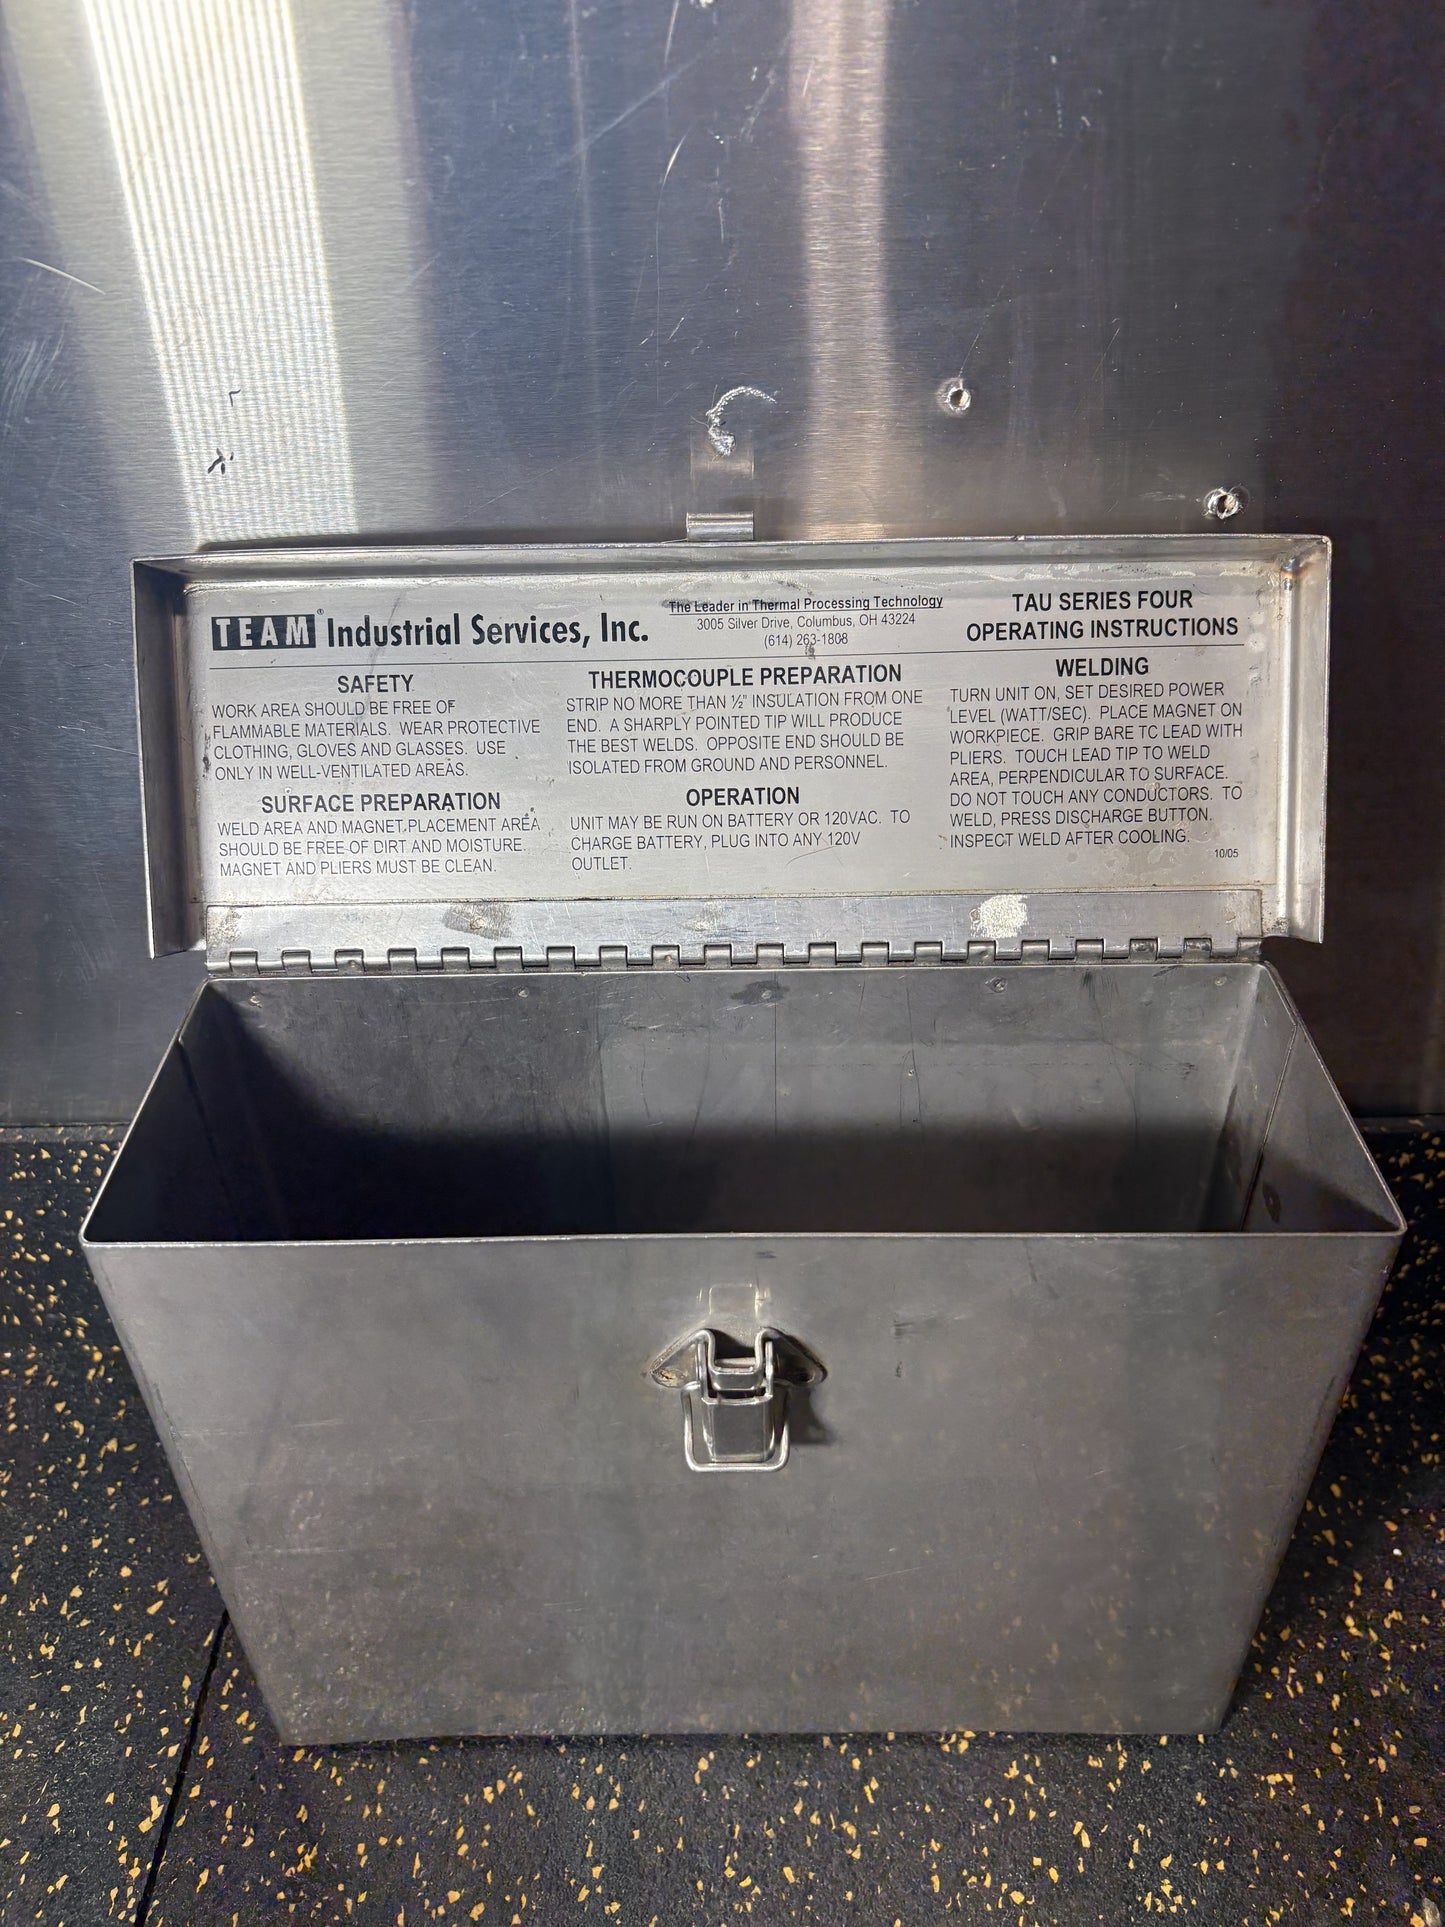 TEAM® Industrial Services, Inc.
The Leader in Thermal Processing Technology
3005 Silver Drive, Columbus, OH 43224
(614) 263-1808
TAU SERIES FOUR
OPERATING INSTRUCTIONS
SAFETY
WORK AREA SHOULD BE FREE OF
FLAMMABLE MATERIALS. WEAR PROTECTIVE
CLOTHING, GLOVES AND GLASSES. USE
ONLY IN WELL-VENTILATED AREAS.
SURFACE PREPARATION
WELD AREA AND MAGNET PLACEMENT AREA
SHOULD BE FREE OF DIRT AND MOISTURE.
MAGNET AND PLIERS MUST BE CLEAN.
THERMOCOUPLE PREPARATION
STRIP NO MORE THAN ½" INSULATION FROM ONE
END. A SHARPLY POINTED TIP WILL PRODUCE
THE BEST WELDS. OPPOSITE END SHOULD BE
ISOLATED FROM GROUND AND PERSONNEL.
OPERATION
UNIT MAY BE RUN ON BATTERY OR 120VAC. TO
CHARGE BATTERY, PLUG INTO ANY 120V
OUTLET.
WELDING
TURN UNIT ON, SET DESIRED POWER
LEVEL (WATT/SEC). PLACE MAGNET ON
WORKPIECE. GRIP BARE TC LEAD WITH
PLIERS. TOUCH LEAD TIP TO WELD
AREA, PERPENDICULAR TO SURFACE.
DO NOT TOUCH ANY CONDUCTORS. TO
WELD, PRESS DISCHARGE BUTTON.
INSPECT WELD AFTER COOLING.
10/05